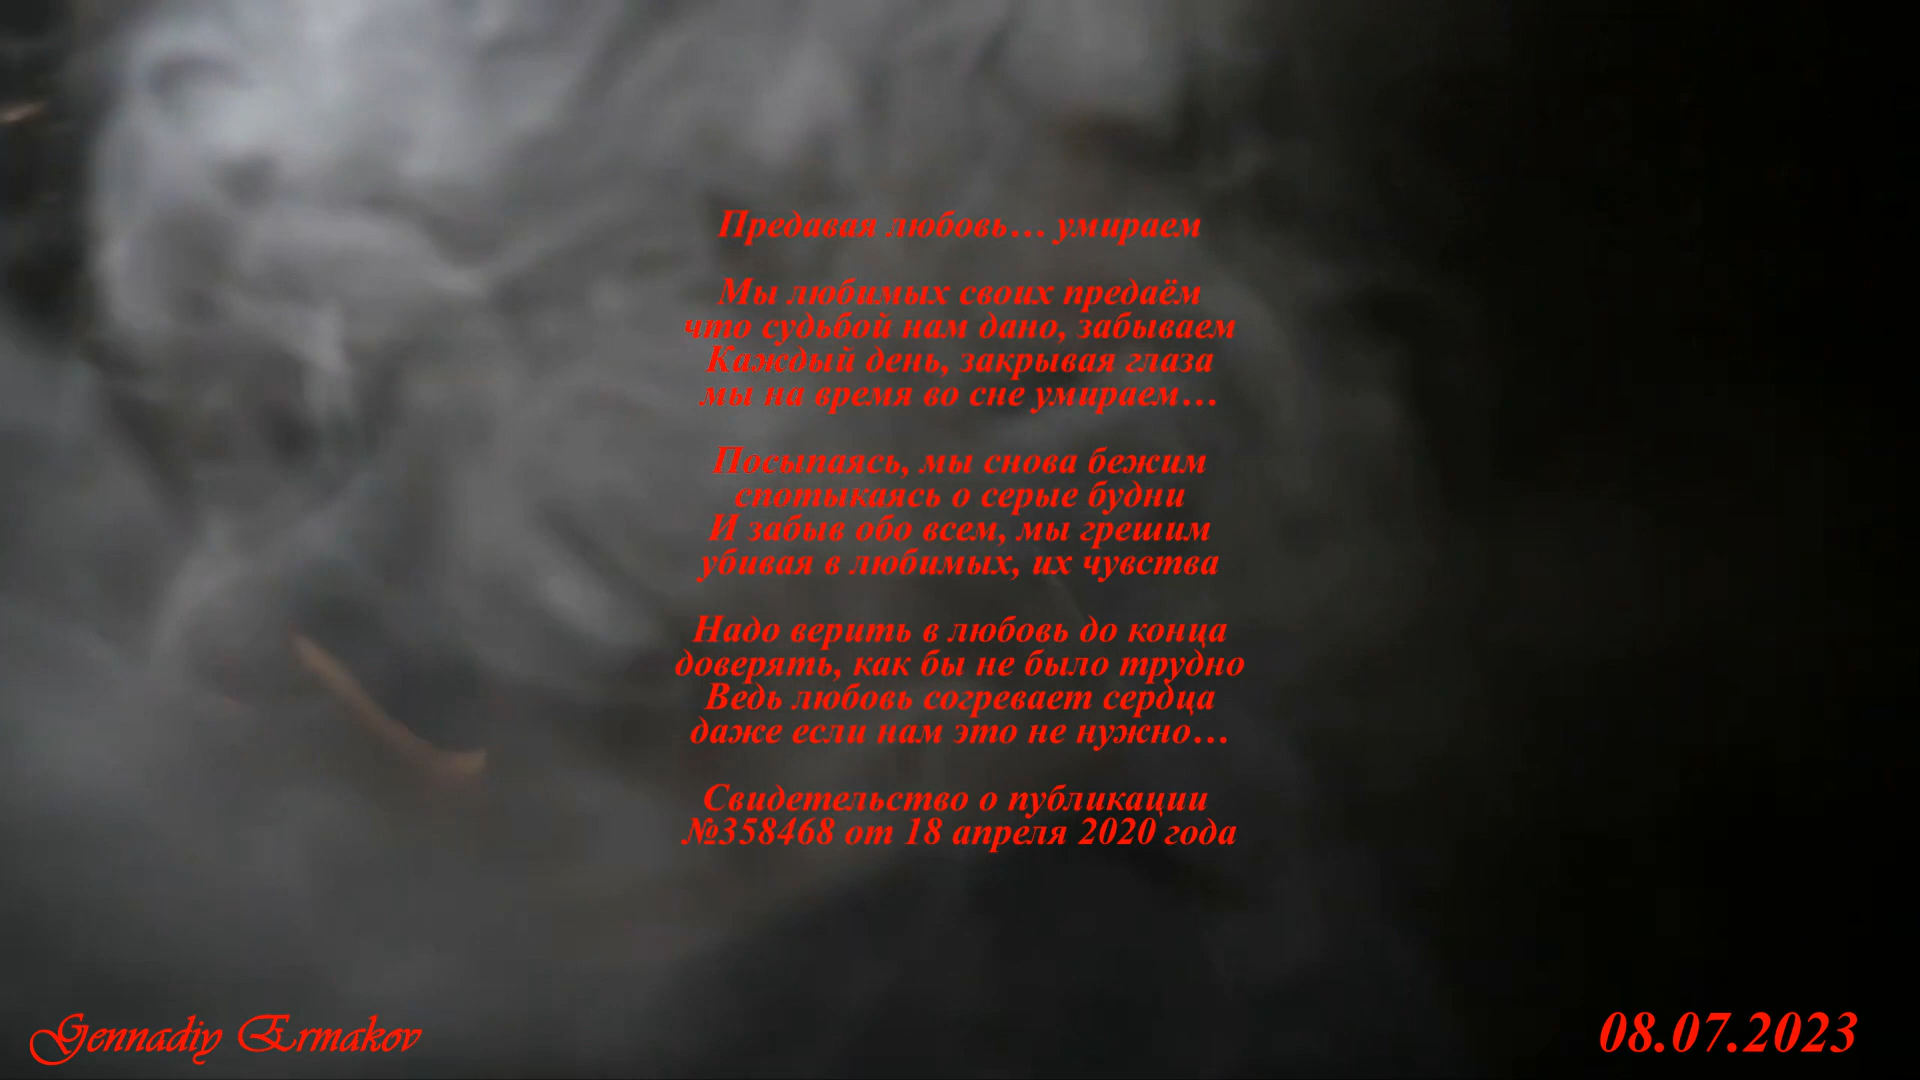 Предавая любовь… умираем
Мы любимых своих предаём
что судьбой нам дано, забываем
Каждый день, закрывая глаза
мы на время во сне умираем…
Посыпаясь, мы снова бежим
спотыкаясь о серые будни
И забыв обо всем, мы грешим
убивая в любимых, их чувства
Надо верить в любовь до конца
доверять, как бы не было трудно
Ведь любовь согревает сердца
даже если нам это не нужно…
Свидетельство о публикации
№358468 от 18 апреля 2020 года
Gennadiy Ermakov
08.07.2023